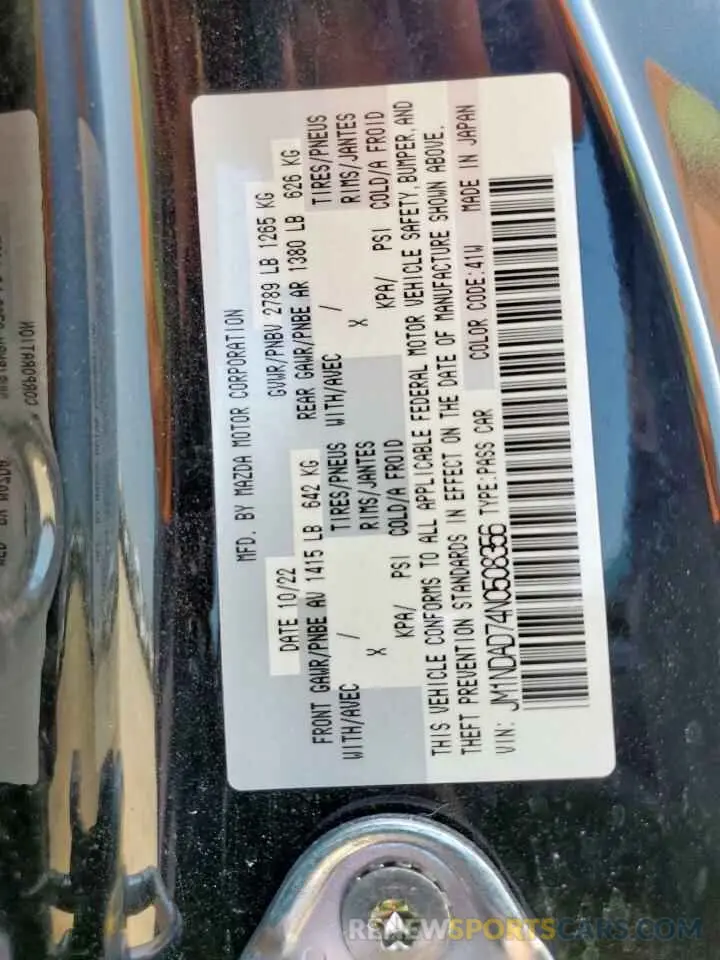 MFD. BY MAZDA MOTOR CORPORATION
DATE 10/22 GVWR/PNBV 2789 LB 1265 KG
FRONT GAWR/PNBE AV 1415 LB 642 KG REAR GAWR/PNBE AR 1380 LB 626 KG
WITH/AVEC / TIRES/PNEUS WITH/AVEC / TIRES/PNEUS
X RIMS/JANTES X RIMS/JANTES
KPA/ PSI COLD/A FROID KPA/ PSI COLD/A FROID
THIS VEHICLE CONFORMS TO ALL APPLICABLE FEDERAL MOTOR VEHICLE SAFETY, BUMPER, AND
THEFT PREVENTION STANDARDS IN EFFECT ON THE DATE OF MANUFACTURE SHOWN ABOVE.
VIN: JM1NDAD74N0508356 TYPE:PASS CAR COLOR CODE:41W MADE IN JAPAN
CORPORATION
RENEWSPORTSCARS.COM